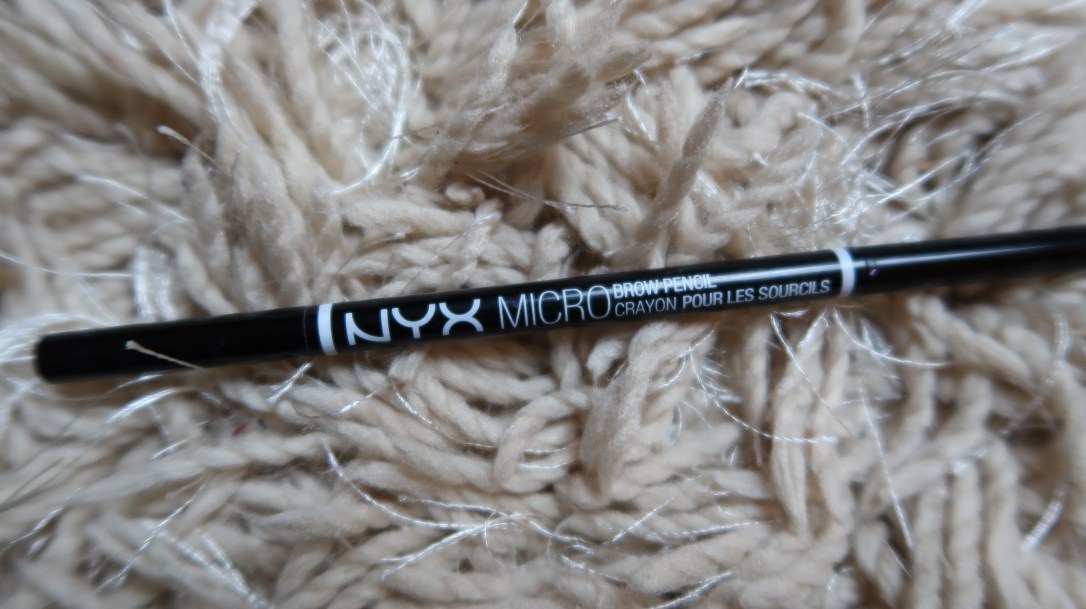 NYX MICRO BROW PENCIL
CRAYON POUR LES SOURCILS